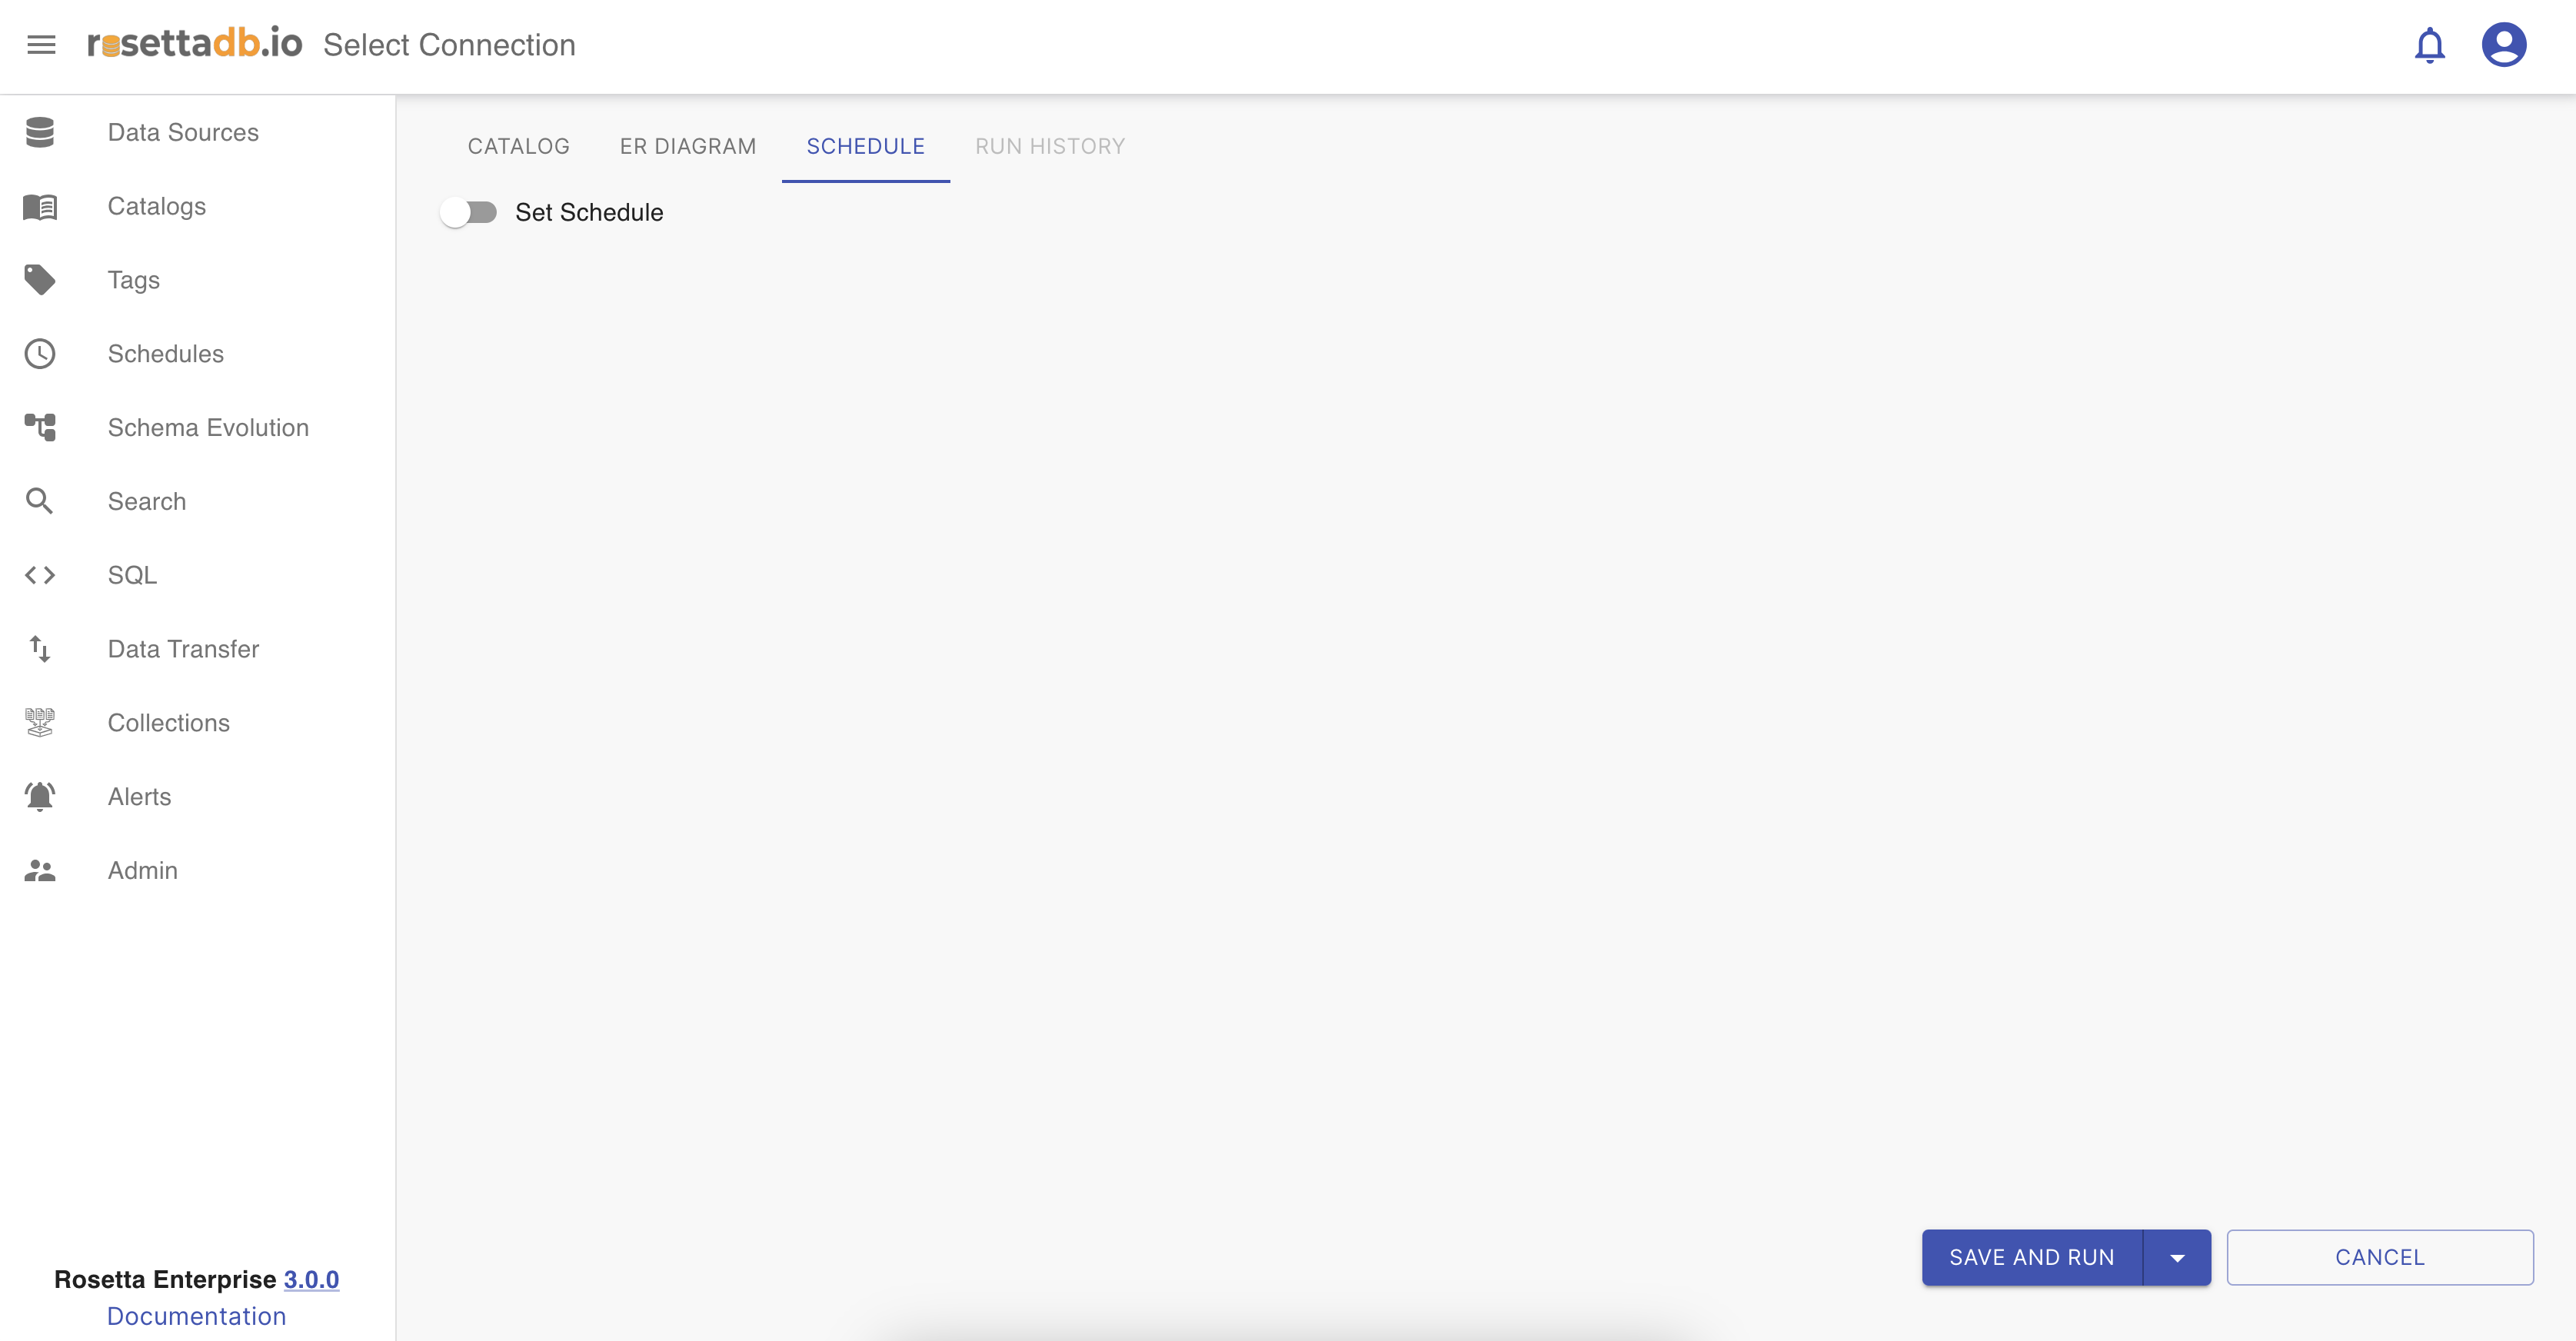 rosettadb.io Select Connection
Data Sources
Catalogs
Tags
Schedules
Schema Evolution
Search
SQL
Data Transfer
Collections
Alerts
Admin
Rosetta Enterprise 3.0.0
Documentation
CATALOG ER DIAGRAM SCHEDULE RUN HISTORY
Set Schedule
SAVE AND RUN CANCEL